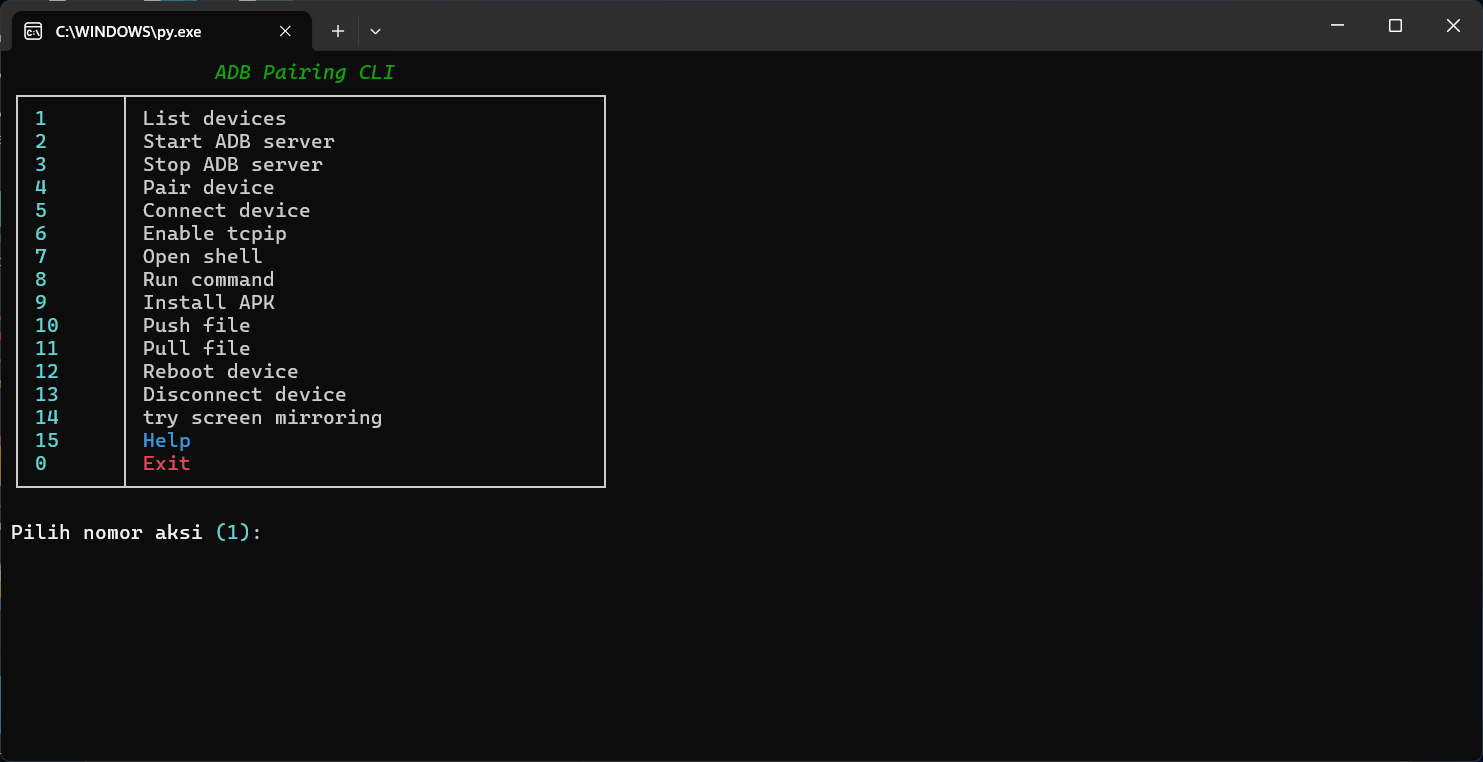 C:\WINDOWS\py.exe
ADB Pairing CLI
1 List devices
2 Start ADB server
3 Stop ADB server
4 Pair device
5 Connect device
6 Enable tcpip
7 Open shell
8 Run command
9 Install APK
10 Push file
11 Pull file
12 Reboot device
13 Disconnect device
14 try screen mirroring
15 Help
0 Exit
Pilih nomor aksi (1):